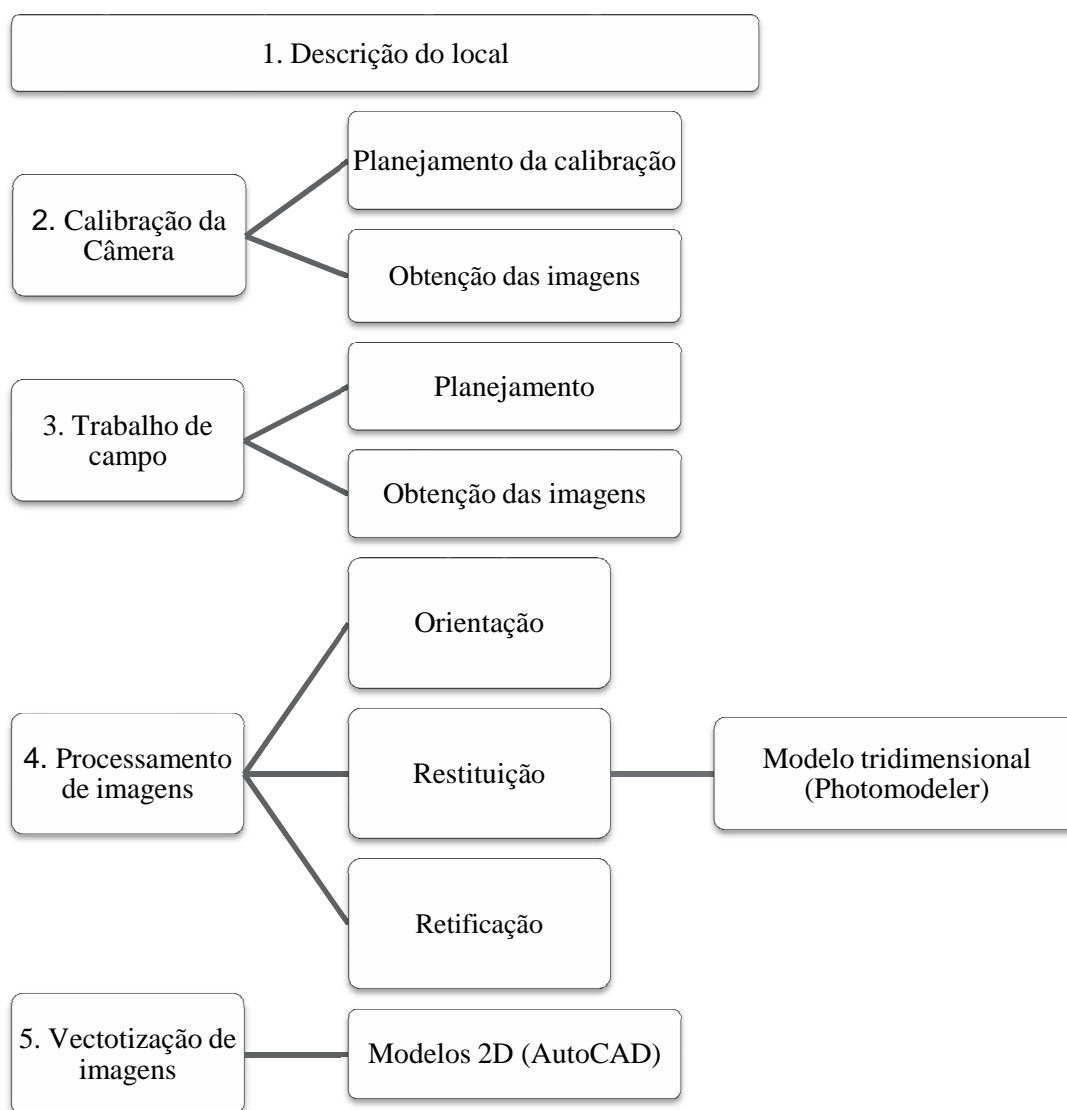 1. Descrição do local
Planejamento da calibração
2. Calibração da
Câmera
Obtenção das imagens
Planejamento
3. Trabalho de
campo
Obtenção das imagens
Orientação
4. Processamento
de imagens
Restituição
Modelo tridimensional
(Photomodeler)
Retificação
5. Vectotização de
imagens
Modelos 2D (AutoCAD)